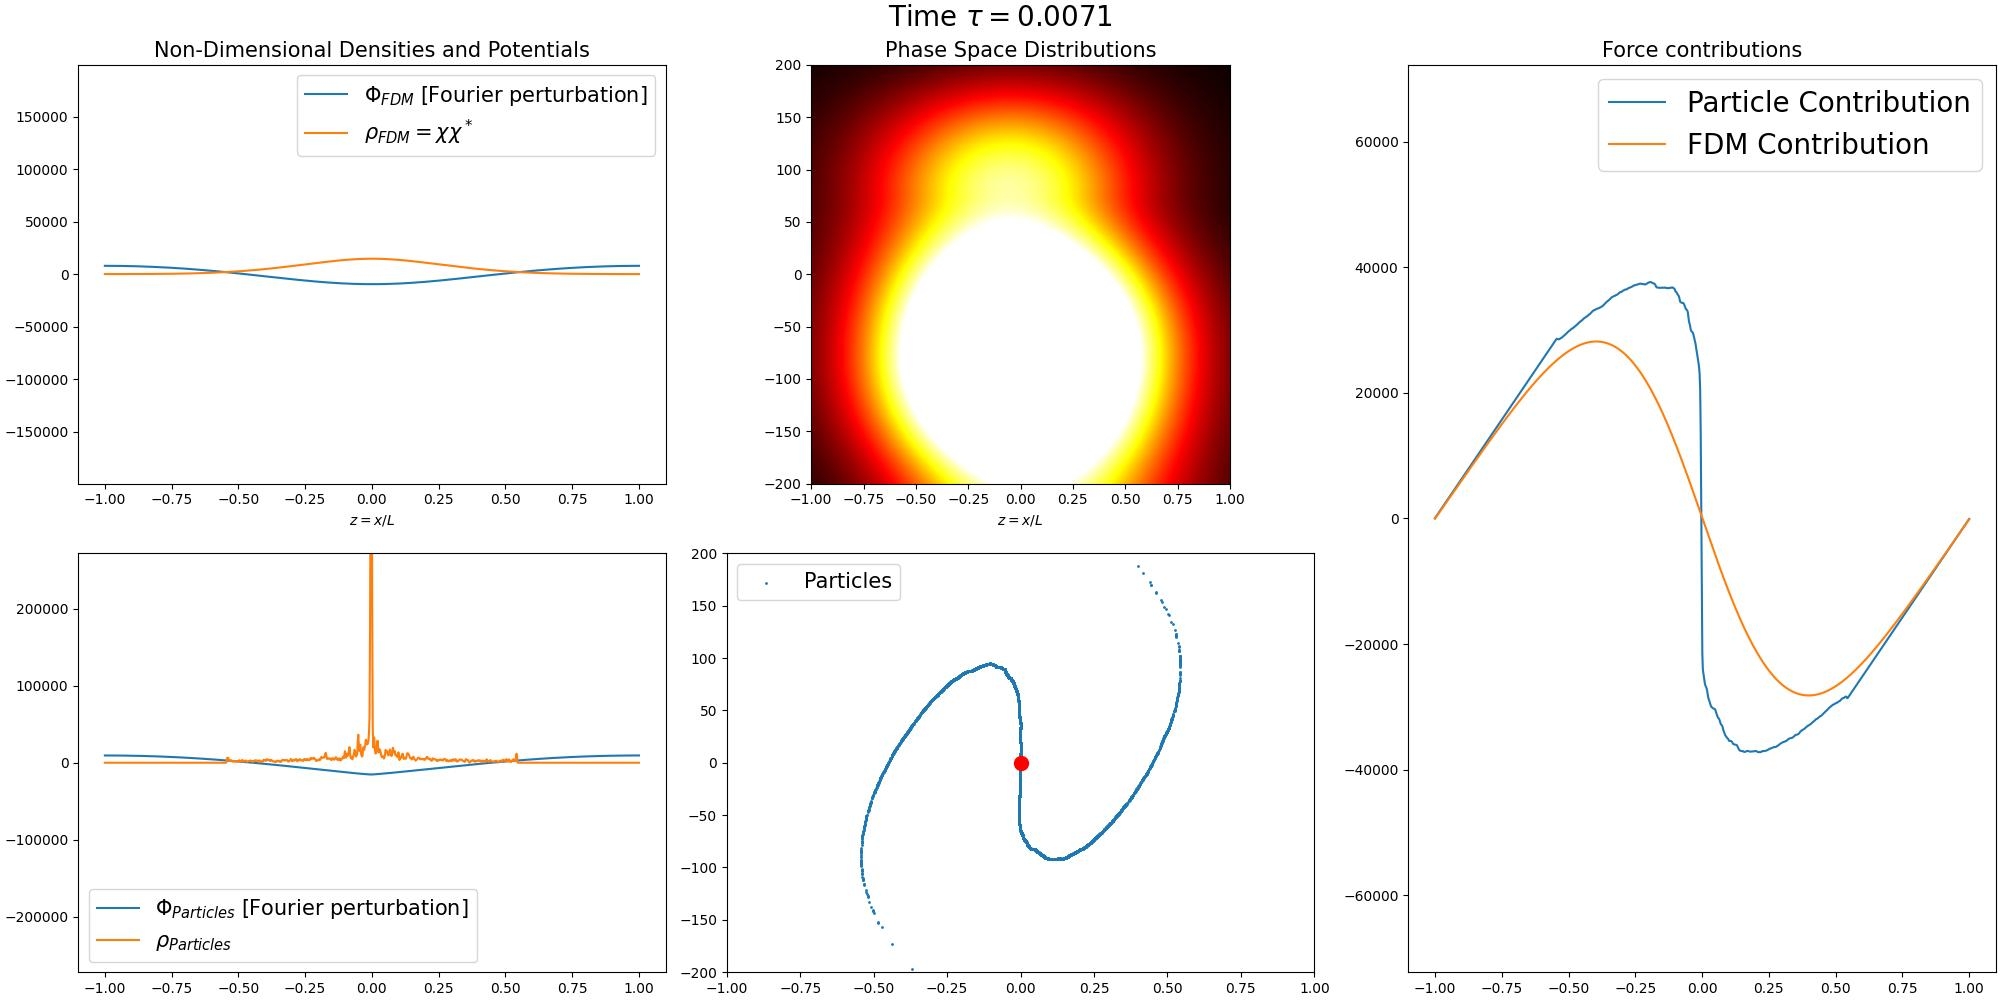 Time τ = 0.0071
Non-Dimensional Densities and Potentials
Φ_FDM [Fourier perturbation]
ρ_FDM = χχ*
150000
100000
50000
0
−50000
−100000
−150000
−1.00 −0.75 −0.50 −0.25 0.00 0.25 0.50 0.75 1.00
z = x/L
Phase Space Distributions
200
150
100
50
0
−50
−100
−150
−200
−1.00 −0.75 −0.50 −0.25 0.00 0.25 0.50 0.75 1.00
z = x/L
Force contributions
Particle Contribution
FDM Contribution
60000
40000
20000
0
−20000
−40000
−60000
−1.00 −0.75 −0.50 −0.25 0.00 0.25 0.50 0.75 1.00
200000
100000
0
−100000
−200000
Φ_Particles [Fourier perturbation]
ρ_Particles
−1.00 −0.75 −0.50 −0.25 0.00 0.25 0.50 0.75 1.00
Particles
200
150
100
50
0
−50
−100
−150
−200
−1.00 −0.75 −0.50 −0.25 0.00 0.25 0.50 0.75 1.00